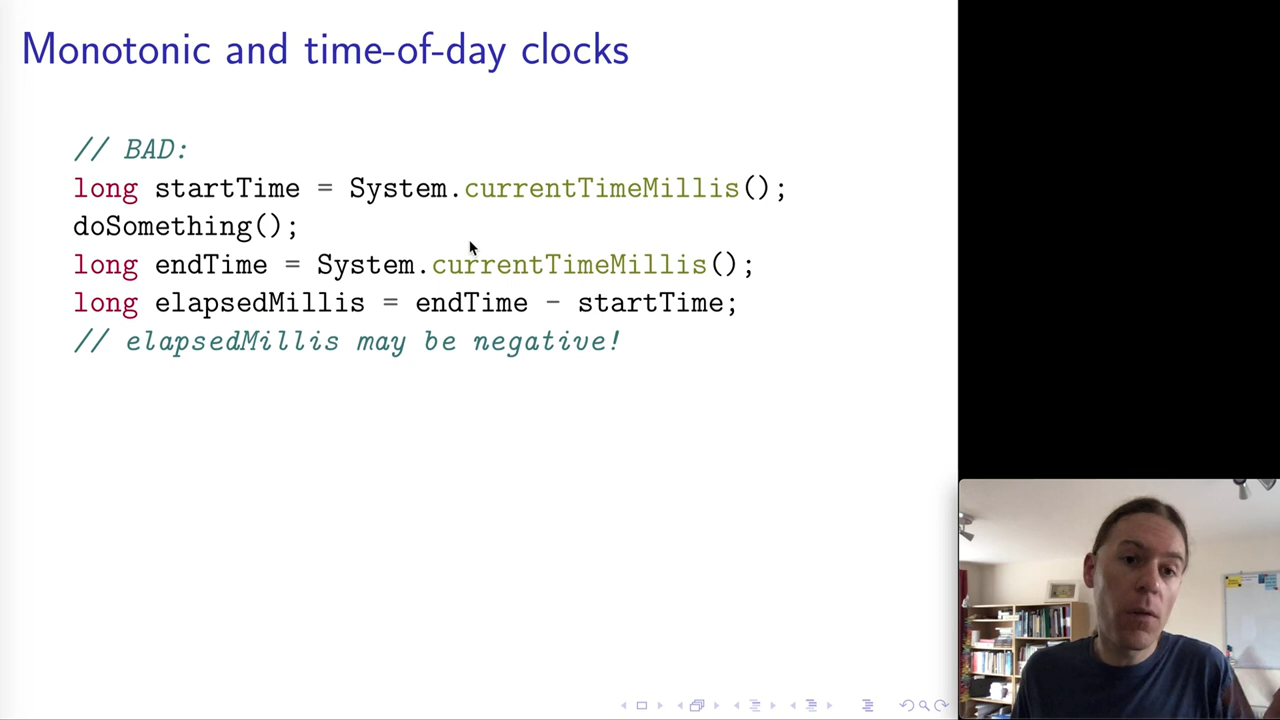 Monotonic and time-of-day clocks
// BAD:
long startTime = System.currentTimeMillis();
doSomething();
long endTime = System.currentTimeMillis();
long elapsedMillis = endTime - startTime;
// elapsedMillis may be negative!